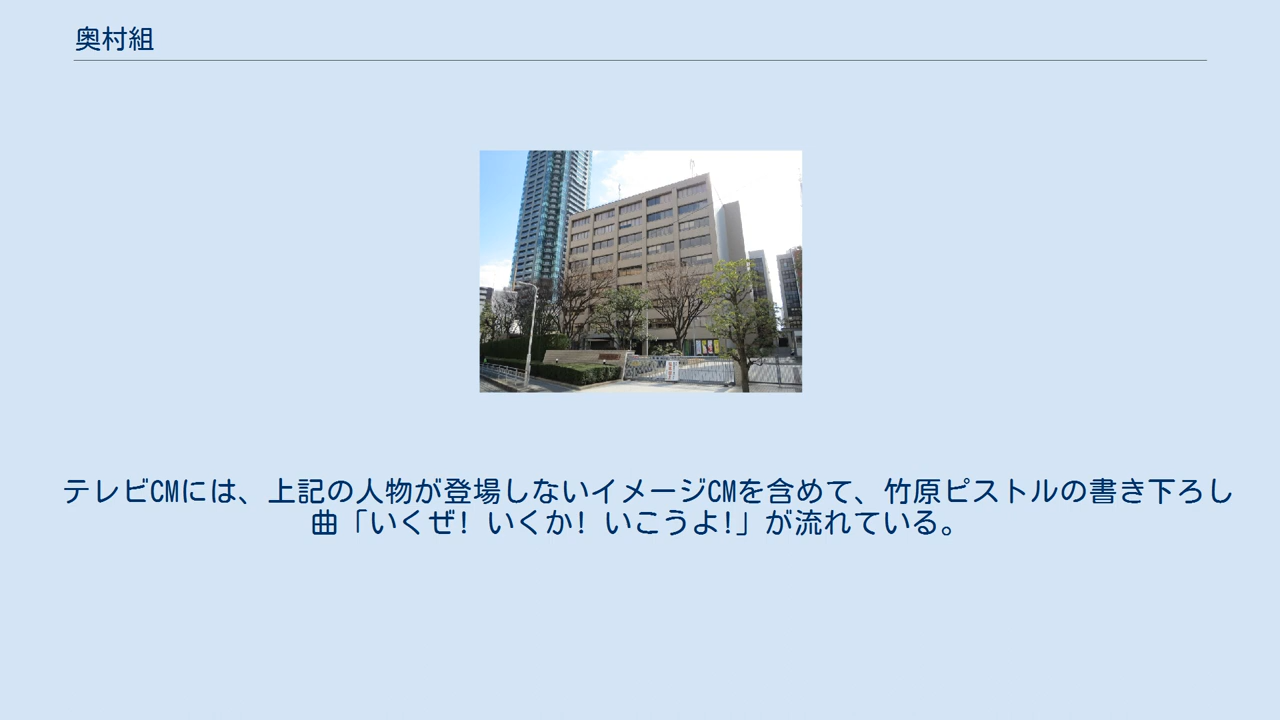 奥村組
テレビCMには、上記の人物が登場しないイメージCMを含めて、竹原ピストルの書き下ろし
曲「いくぜ! いくか! いこうよ!」が流れている。